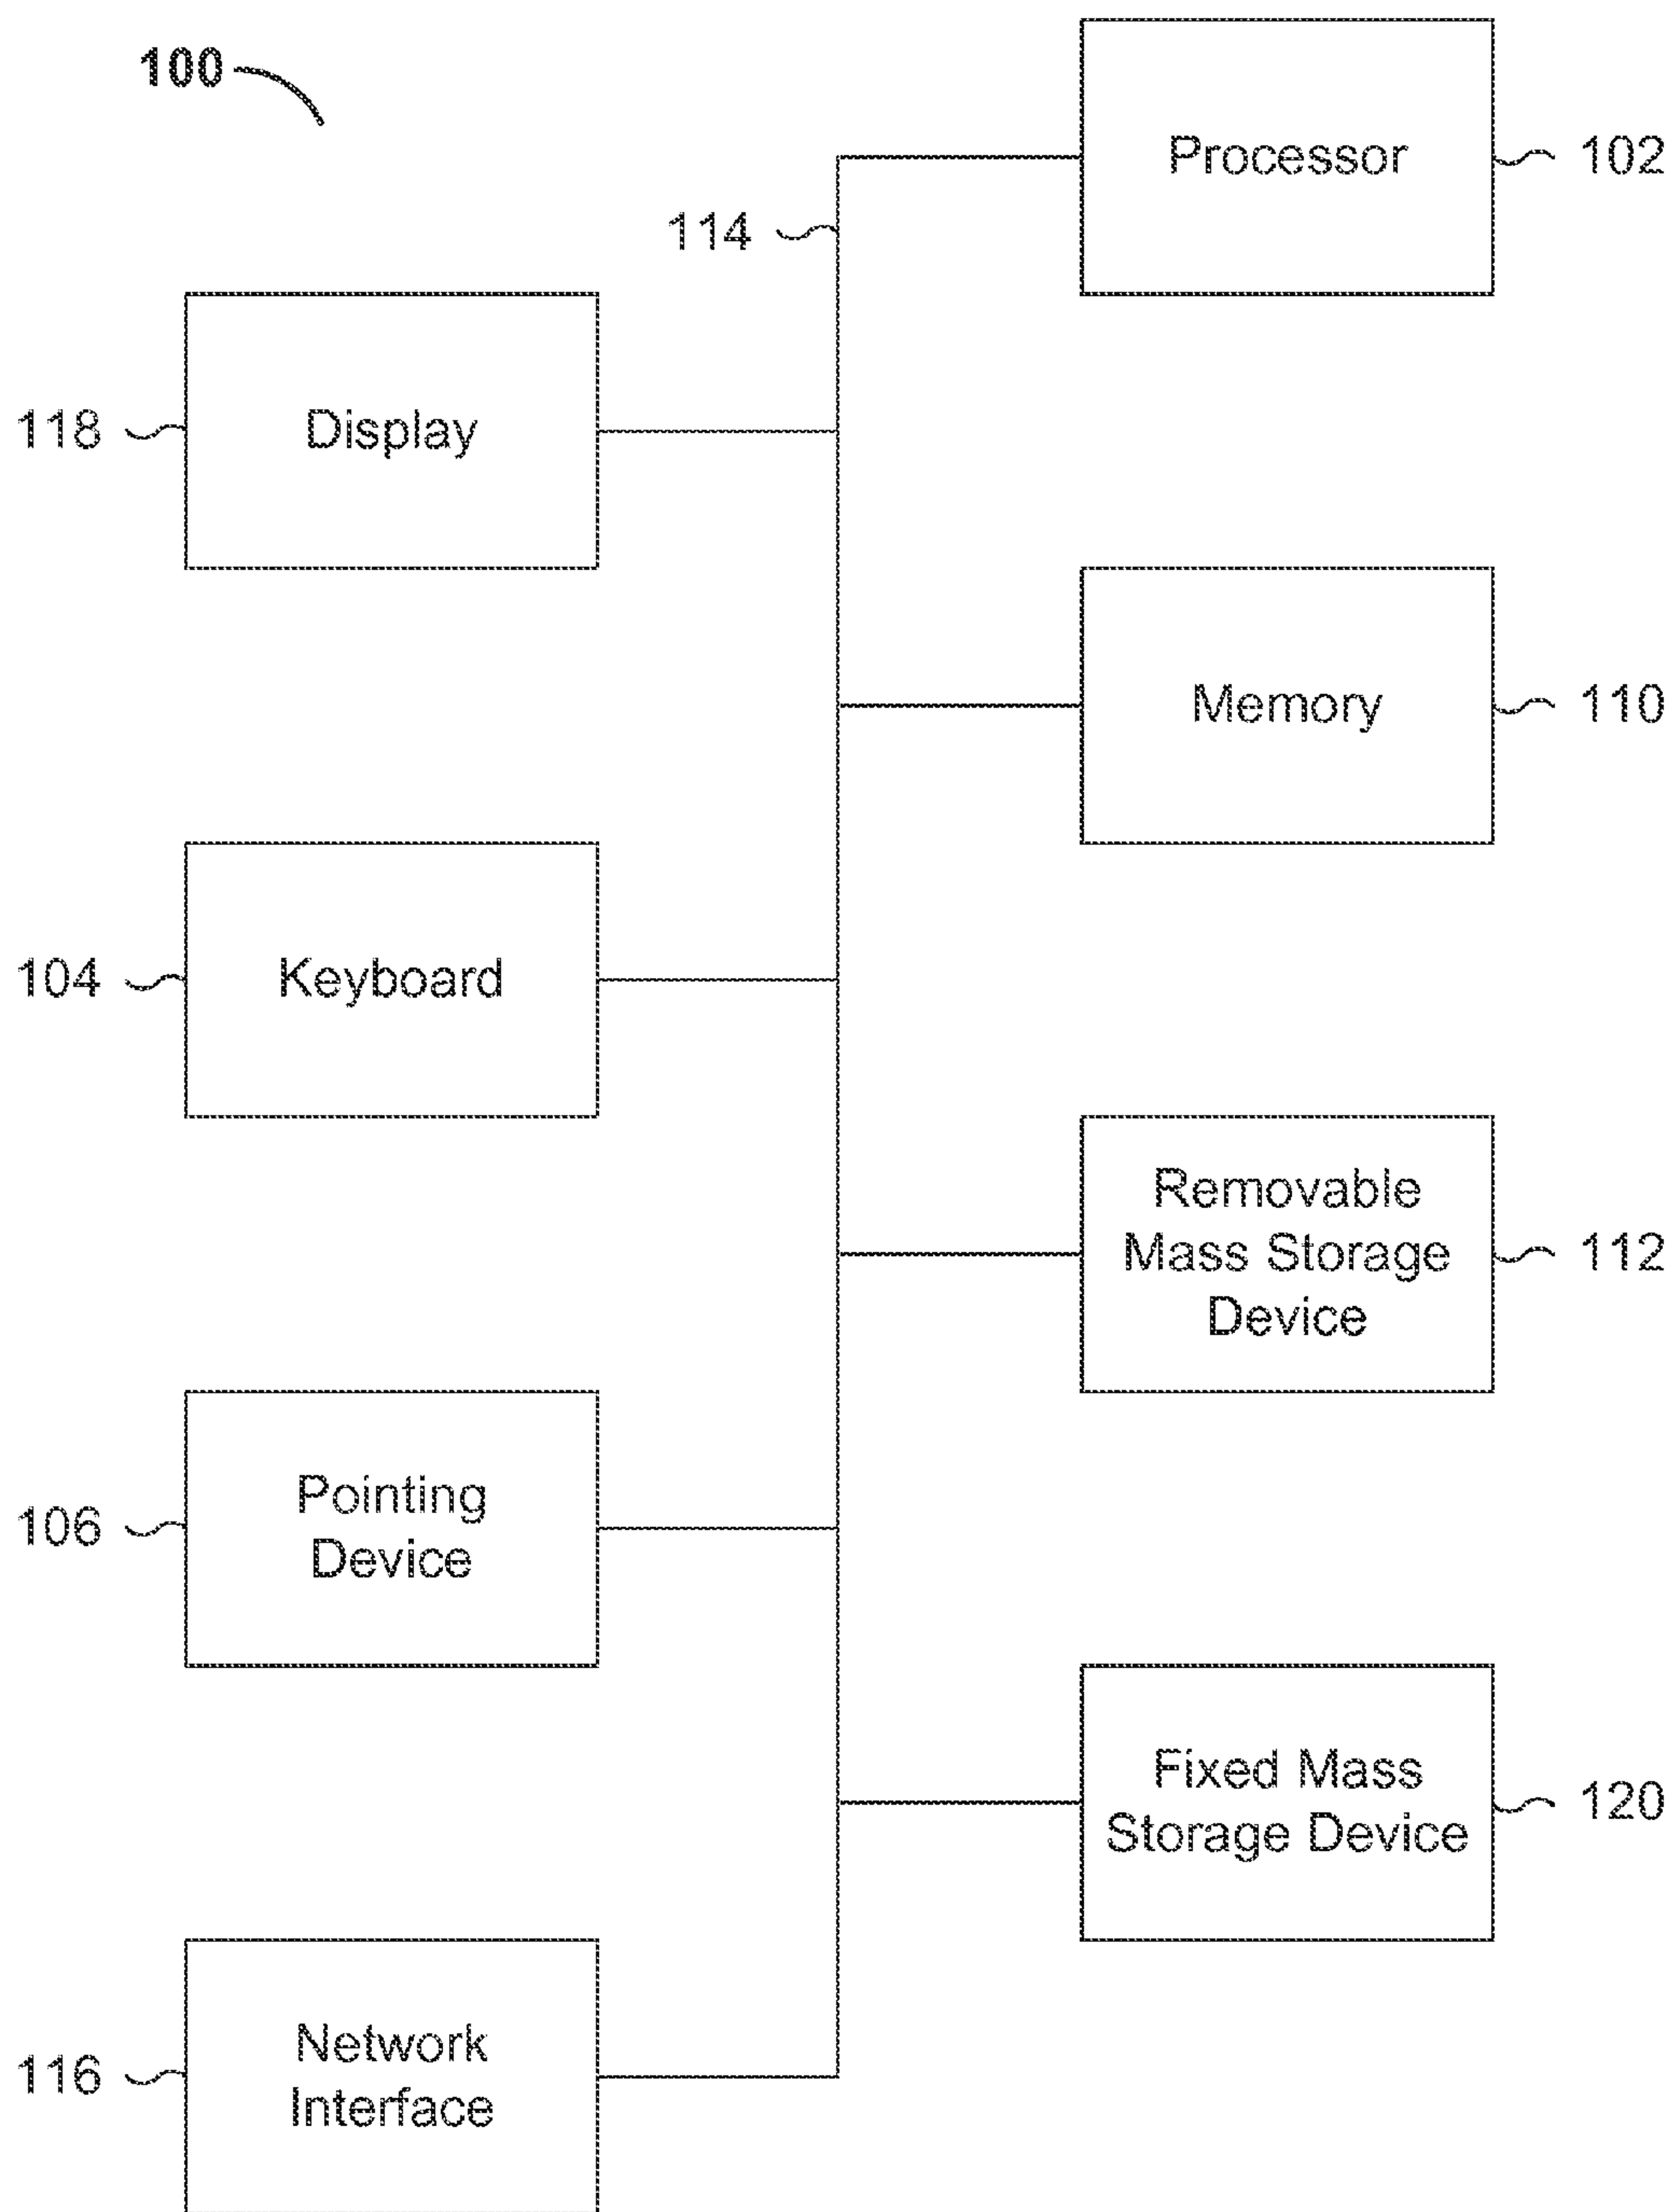 100
Processor
102
114
118
Display
Memory
110
104
Keyboard
Removable
Mass Storage
Device
112
106
Pointing
Device
Fixed Mass
Storage Device
120
116
Network
Interface